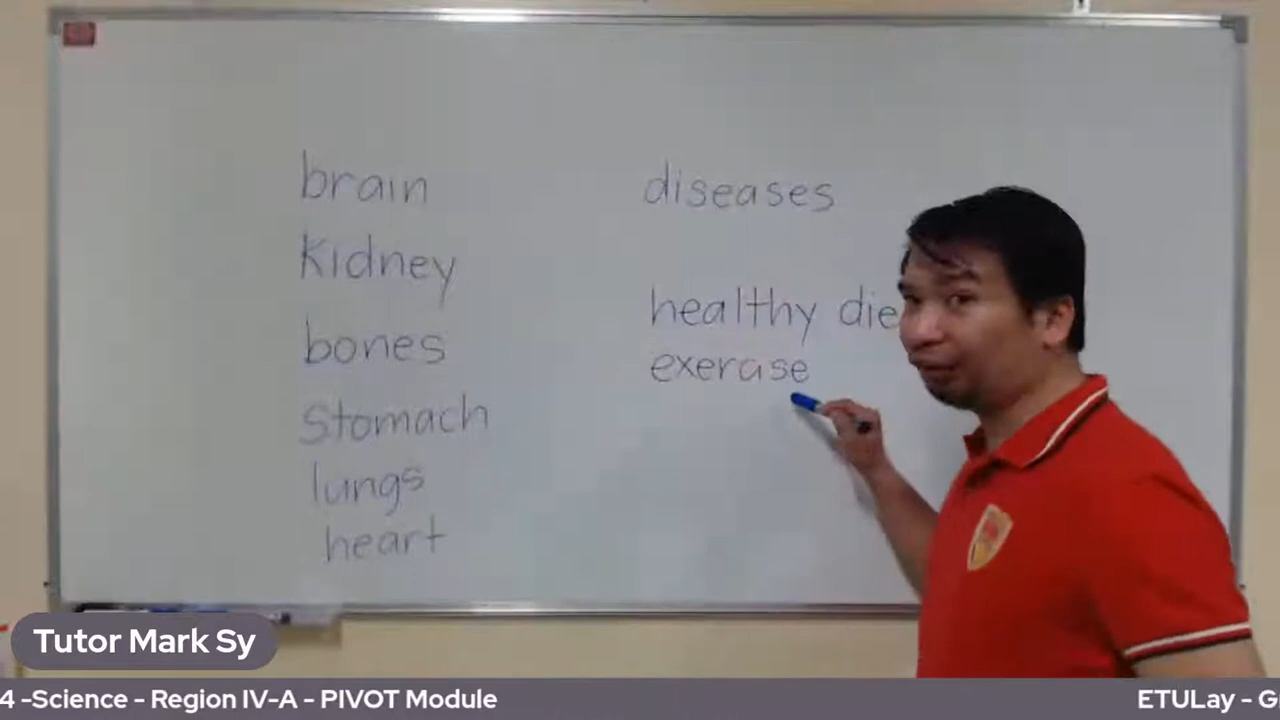 brain
kidney
bones
stomach
lungs
heart
diseases
healthy die
exercise
Tutor Mark Sy
4 -Science - Region IV-A - PIVOT Module
ETULay - G